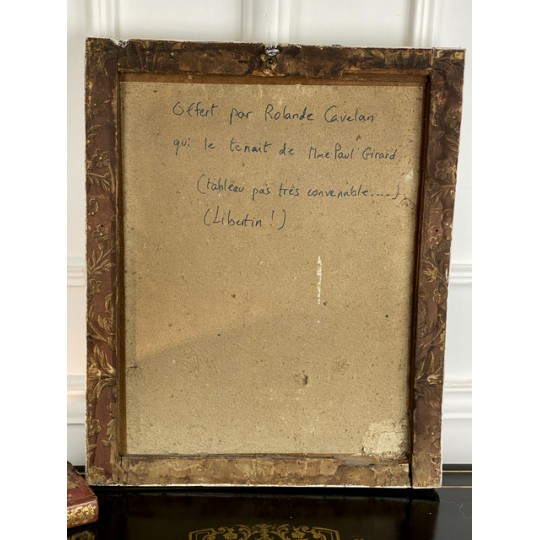 Offert par Rolande Cavelan
qui le tenait de Mme Paul Girard
(tableau pas très convenable....)
(Libertin !)